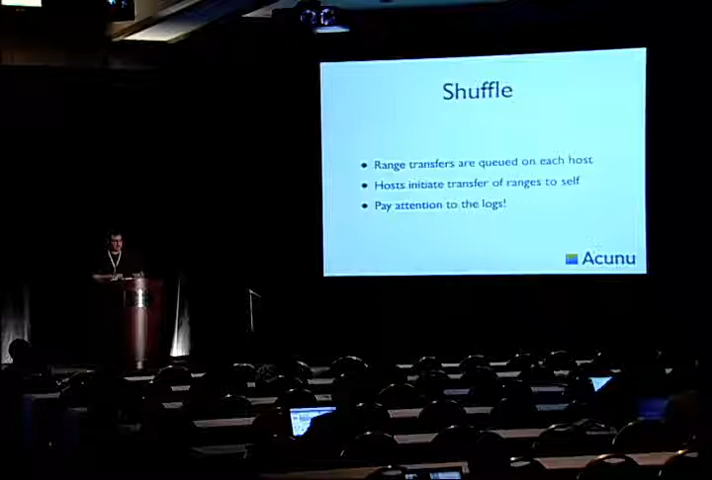 Shuffle
• Range transfers are queued on each host
• Hosts initiate transfer of ranges to self
• Pay attention to the logs!
Acunu